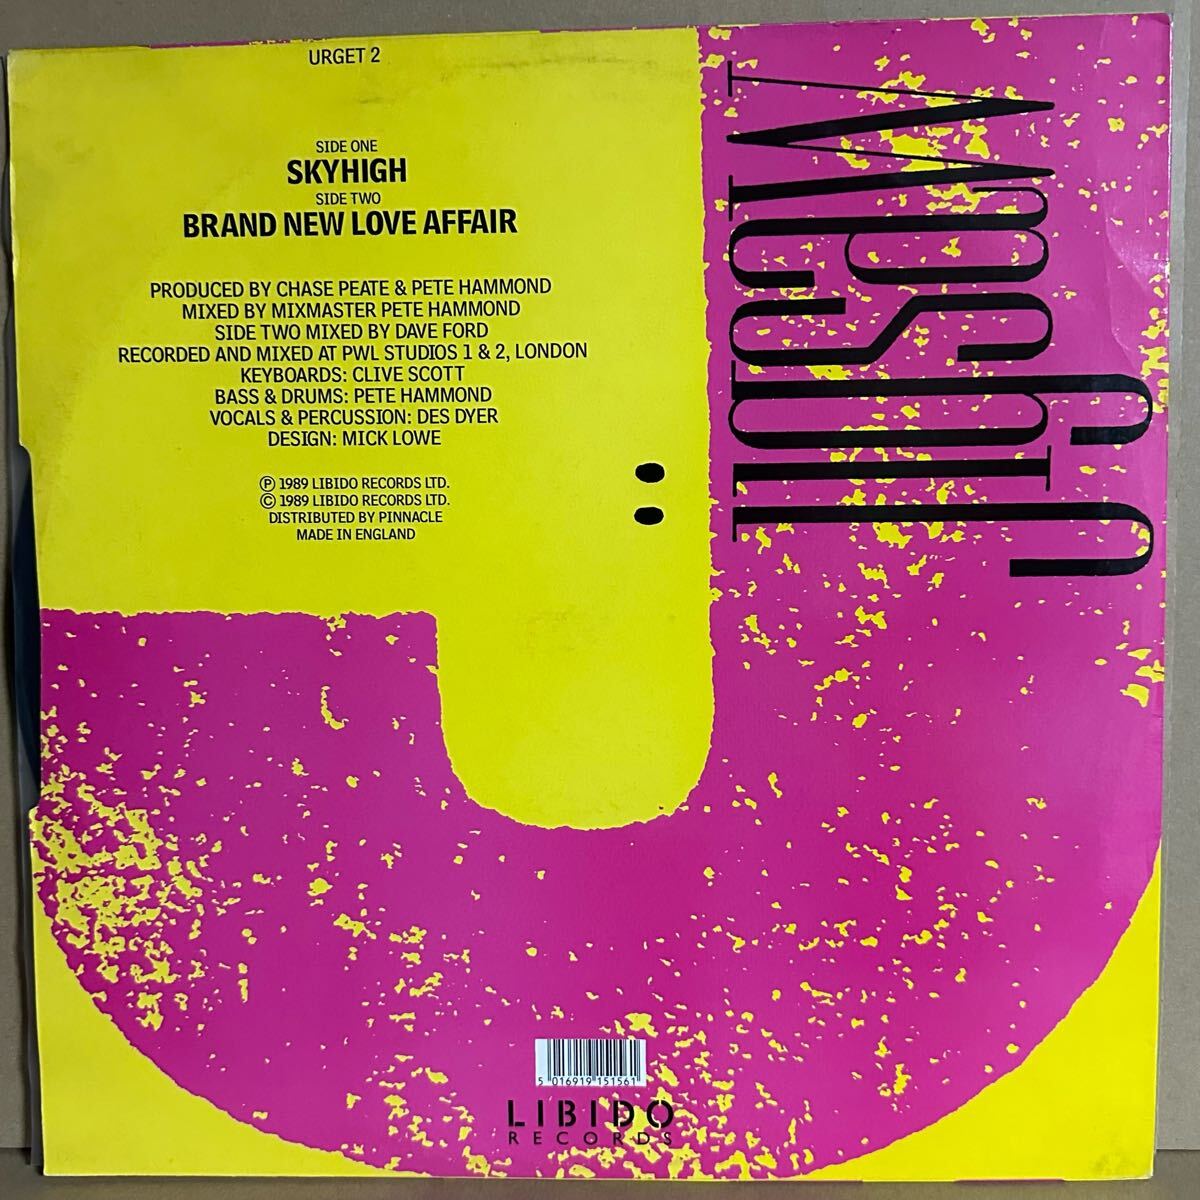 URGET 2
SIDE ONE
SKYHIGH
SIDE TWO
BRAND NEW LOVE AFFAIR
PRODUCED BY CHASE PEATE & PETE HAMMOND
MIXED BY MIXMASTER PETE HAMMOND
SIDE TWO MIXED BY DAVE FORD
RECORDED AND MIXED AT PWL STUDIOS 1 & 2, LONDON
KEYBOARDS: CLIVE SCOTT
BASS & DRUMS: PETE HAMMOND
VOCALS & PERCUSSION: DES DYER
DESIGN: MICK LOWE
℗ 1989 LIBIDO RECORDS LTD.
© 1989 LIBIDO RECORDS LTD.
DISTRIBUTED BY PINNACLE
MADE IN ENGLAND
5 016919 151561
LIBIDO
RECORDS